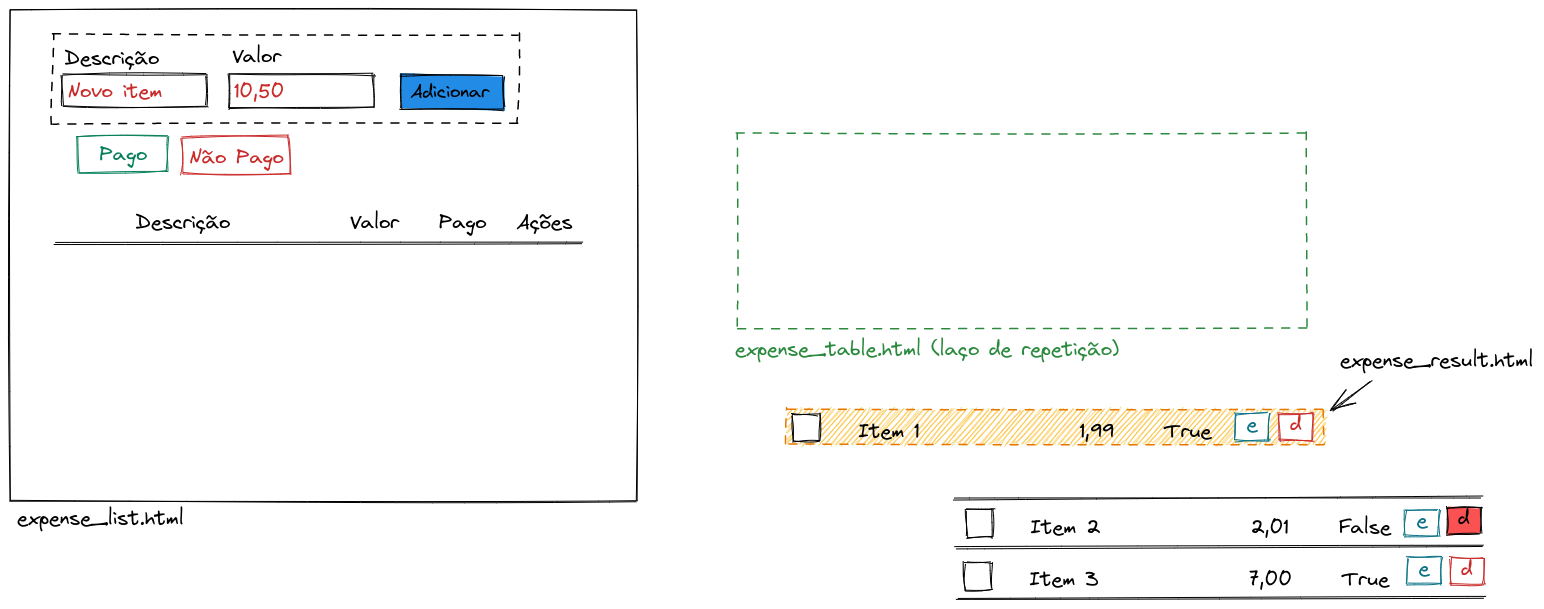 Descrição Valor
Novo item 10,50 Adicionar
Pago Não Pago
Descrição Valor Pago Ações
expense_list.html
expense_table.html (laço de repetição)
expense_result.html
Item 1 1,99 True e d
Item 2 2,01 False e d
Item 3 7,00 True e d